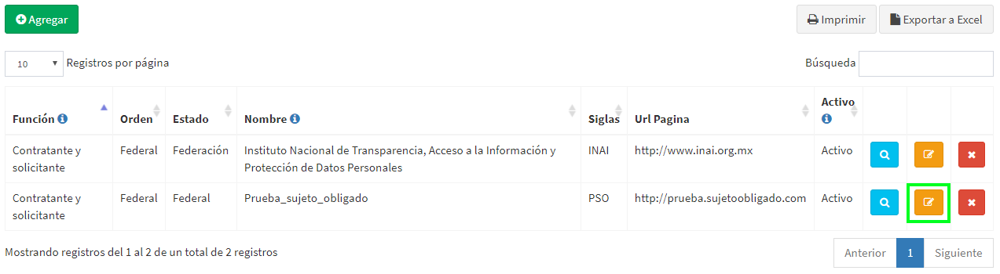 Agregar
Imprimir
Exportar a Excel
10 Registros por página
Búsqueda
Función Orden Estado Nombre Siglas Url Pagina Activo
Contratante y solicitante Federal Federación Instituto Nacional de Transparencia, Acceso a la Información y Protección de Datos Personales INAI http://www.inai.org.mx Activo
Contratante y solicitante Federal Federal Prueba_sujeto_obligado PSO http://prueba.sujetoobligado.com Activo
Mostrando registros del 1 al 2 de un total de 2 registros
Anterior 1 Siguiente